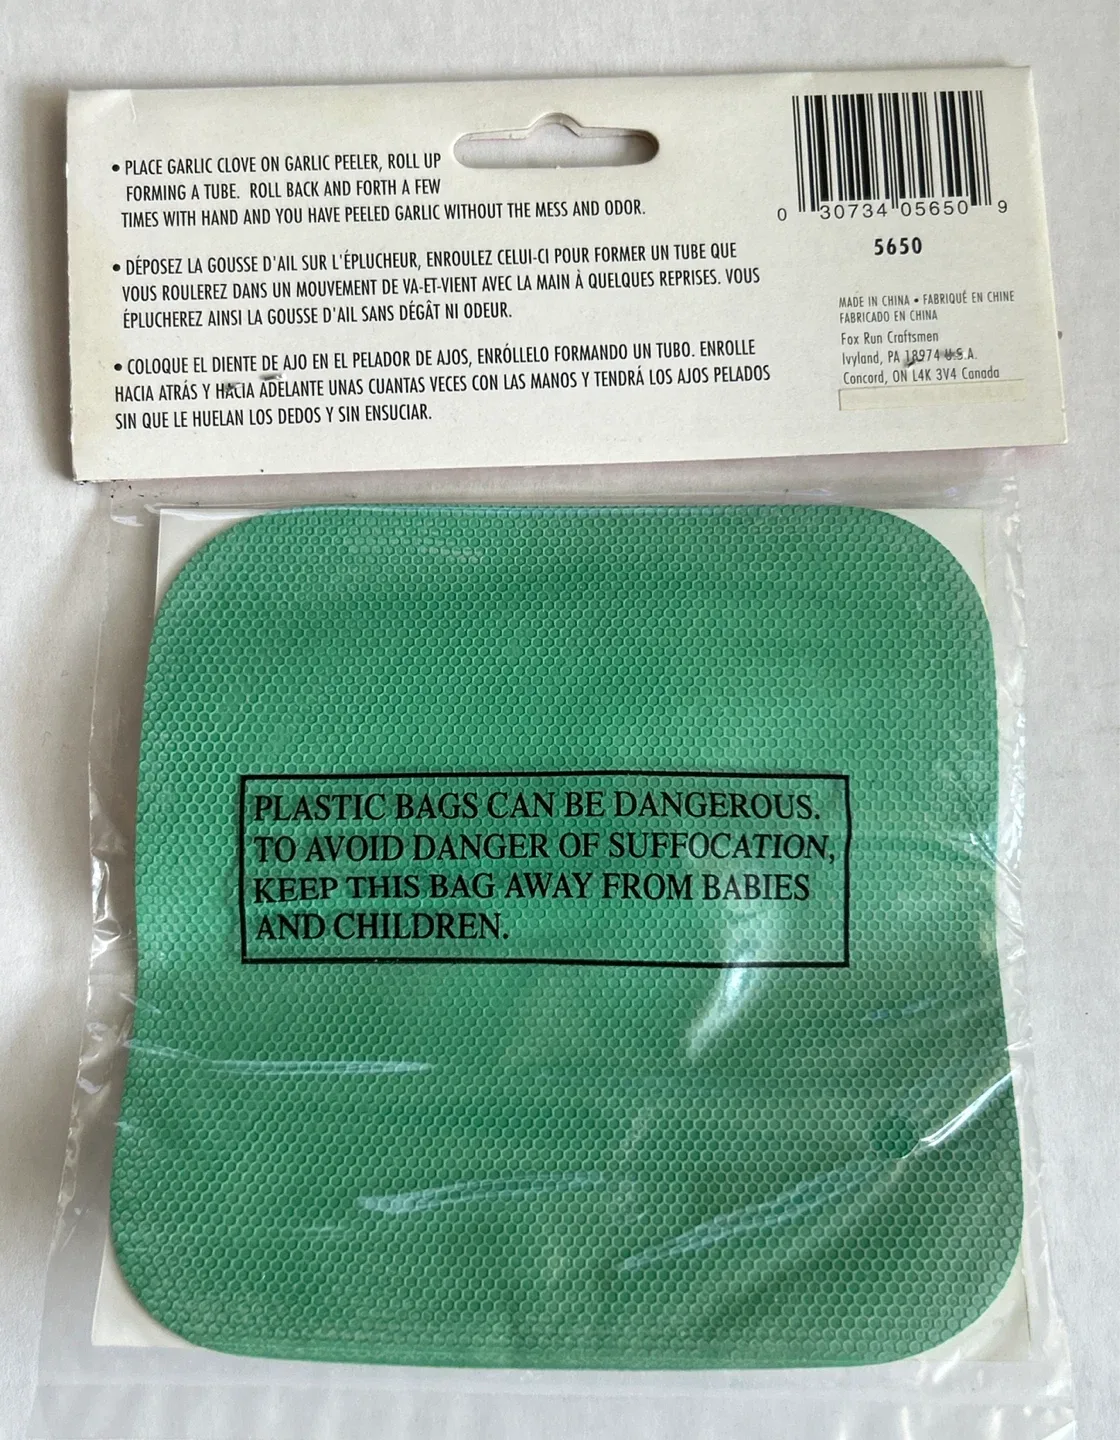 • PLACE GARLIC CLOVE ON GARLIC PEELER, ROLL UP
FORMING A TUBE. ROLL BACK AND FORTH A FEW
TIMES WITH HAND AND YOU HAVE PEELED GARLIC WITHOUT THE MESS AND ODOR.
• DÉPOSEZ LA GOUSSE D'AIL SUR L'ÉPLUCHEUR, ENROULEZ CELUI-CI POUR FORMER UN TUBE QUE
VOUS ROULEREZ DANS UN MOUVEMENT DE VA-ET-VIENT AVEC LA MAIN À QUELQUES REPRISES. VOUS
ÉPLUCHEREZ AINSI LA GOUSSE D'AIL SANS DÉGÂT NI ODEUR.
• COLOQUE EL DIENTE DE AJO EN EL PELADOR DE AJOS, ENRÓLLELO FORMANDO UN TUBO. ENROLLE
HACIA ATRÁS Y HACIA ADELANTE UNAS CUANTAS VECES CON LAS MANOS Y TENDRÁ LOS AJOS PELADOS
SIN QUE LE HUELAN LOS DEDOS Y SIN ENSUCIAR.
0 30734 05650 9
5650
MADE IN CHINA • FABRIQUÉ EN CHINE
FABRICADO EN CHINA
Fox Run Craftsmen
Ivyland, PA 18974 U.S.A.
Concord, ON L4K 3V4 Canada
PLASTIC BAGS CAN BE DANGEROUS.
TO AVOID DANGER OF SUFFOCATION,
KEEP THIS BAG AWAY FROM BABIES
AND CHILDREN.